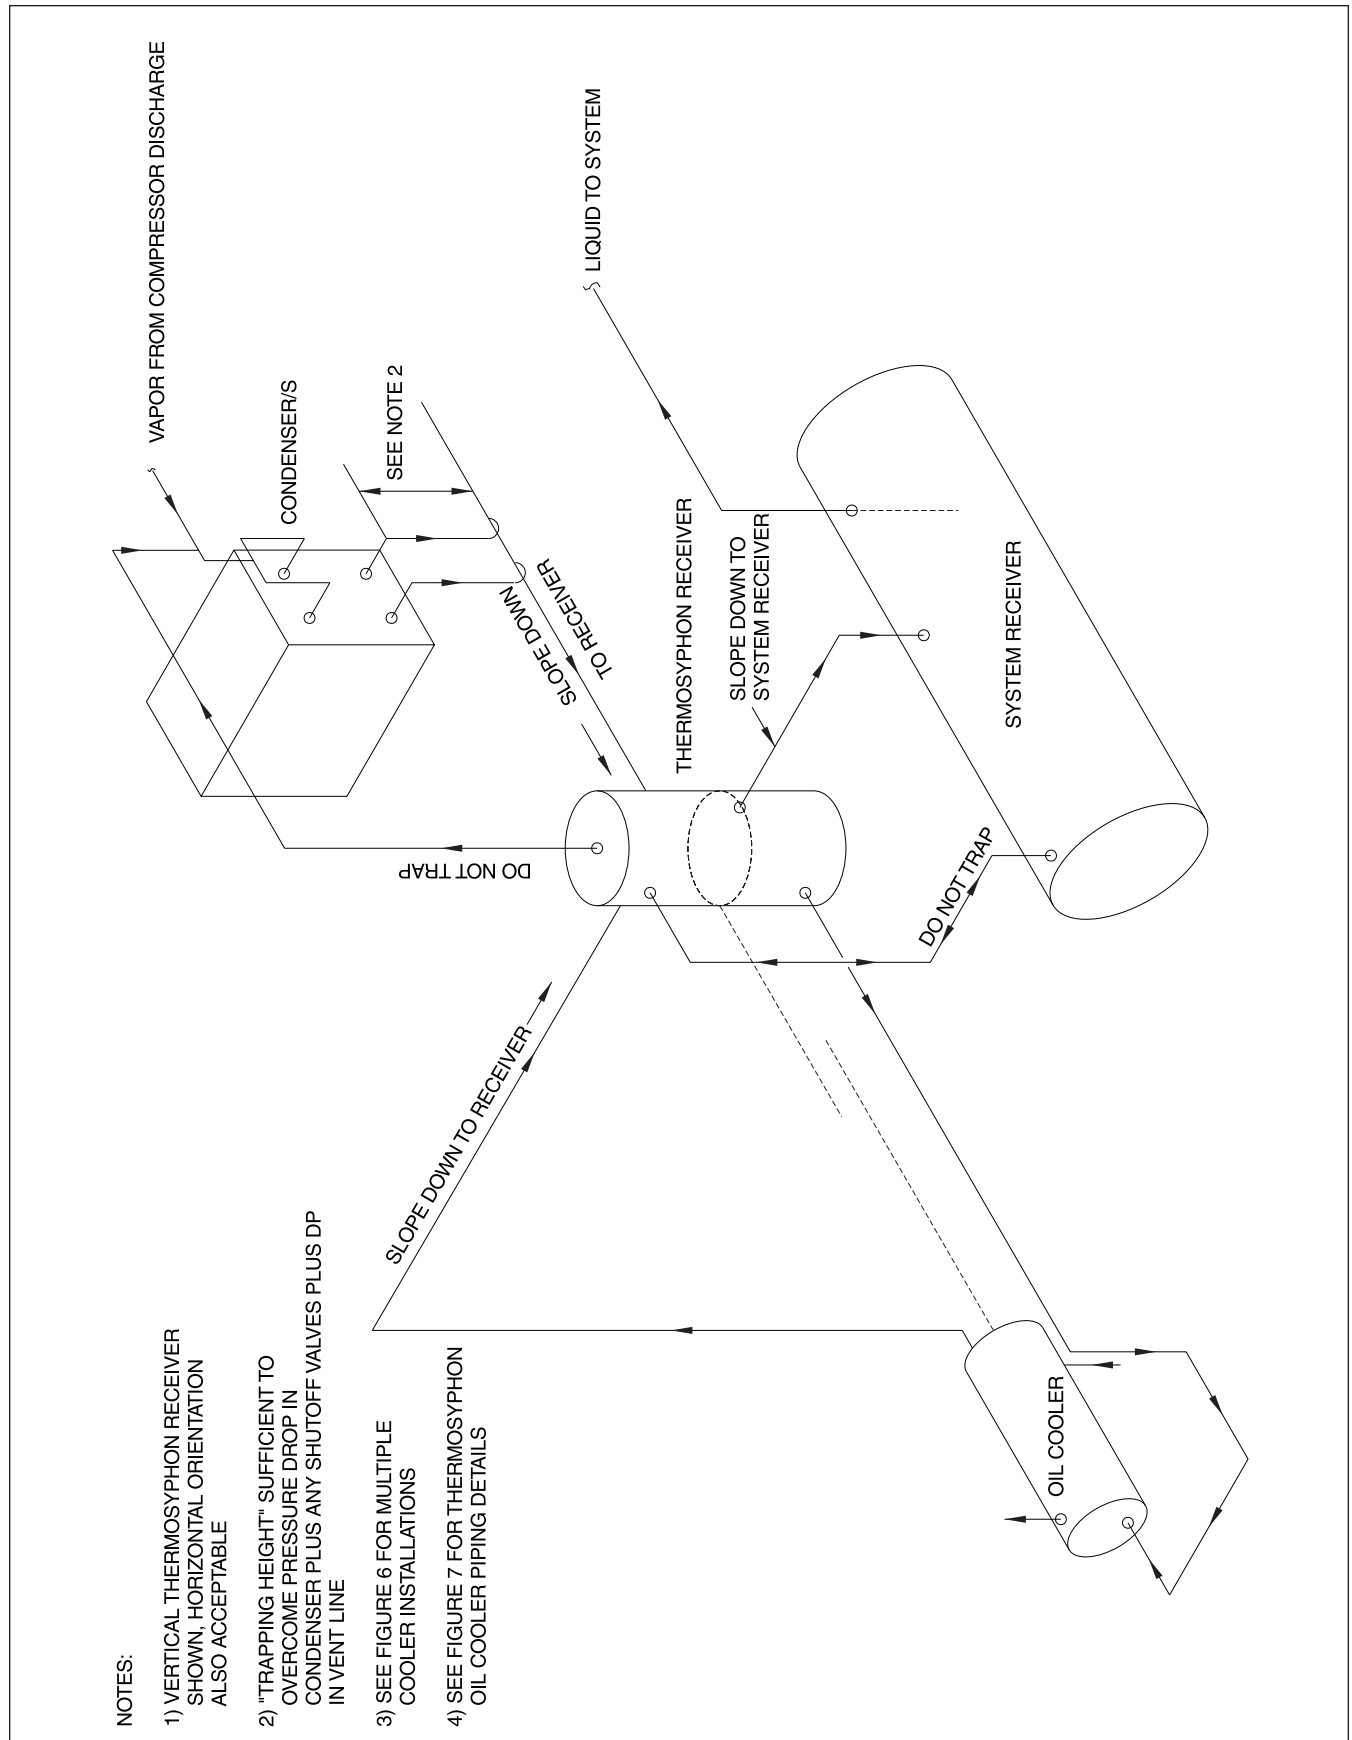 VAPOR FROM COMPRESSOR DISCHARGE
CONDENSER/S
SEE NOTE 2
LIQUID TO SYSTEM
SLOPE DOWN
TO RECEIVER
DO NOT TRAP
THERMOSYPHON RECEIVER
SLOPE DOWN TO
SYSTEM RECEIVER
SYSTEM RECEIVER
DO NOT TRAP
SLOPE DOWN TO RECEIVER
OIL COOLER
NOTES:
1) VERTICAL THERMOSYPHON RECEIVER
SHOWN, HORIZONTAL ORIENTATION
ALSO ACCEPTABLE
2) "TRAPPING HEIGHT" SUFFICIENT TO
OVERCOME PRESSURE DROP IN
CONDENSER PLUS ANY SHUTOFF VALVES PLUS DP
IN VENT LINE
3) SEE FIGURE 6 FOR MULTIPLE
COOLER INSTALLATIONS
4) SEE FIGURE 7 FOR THERMOSYPHON
OIL COOLER PIPING DETAILS